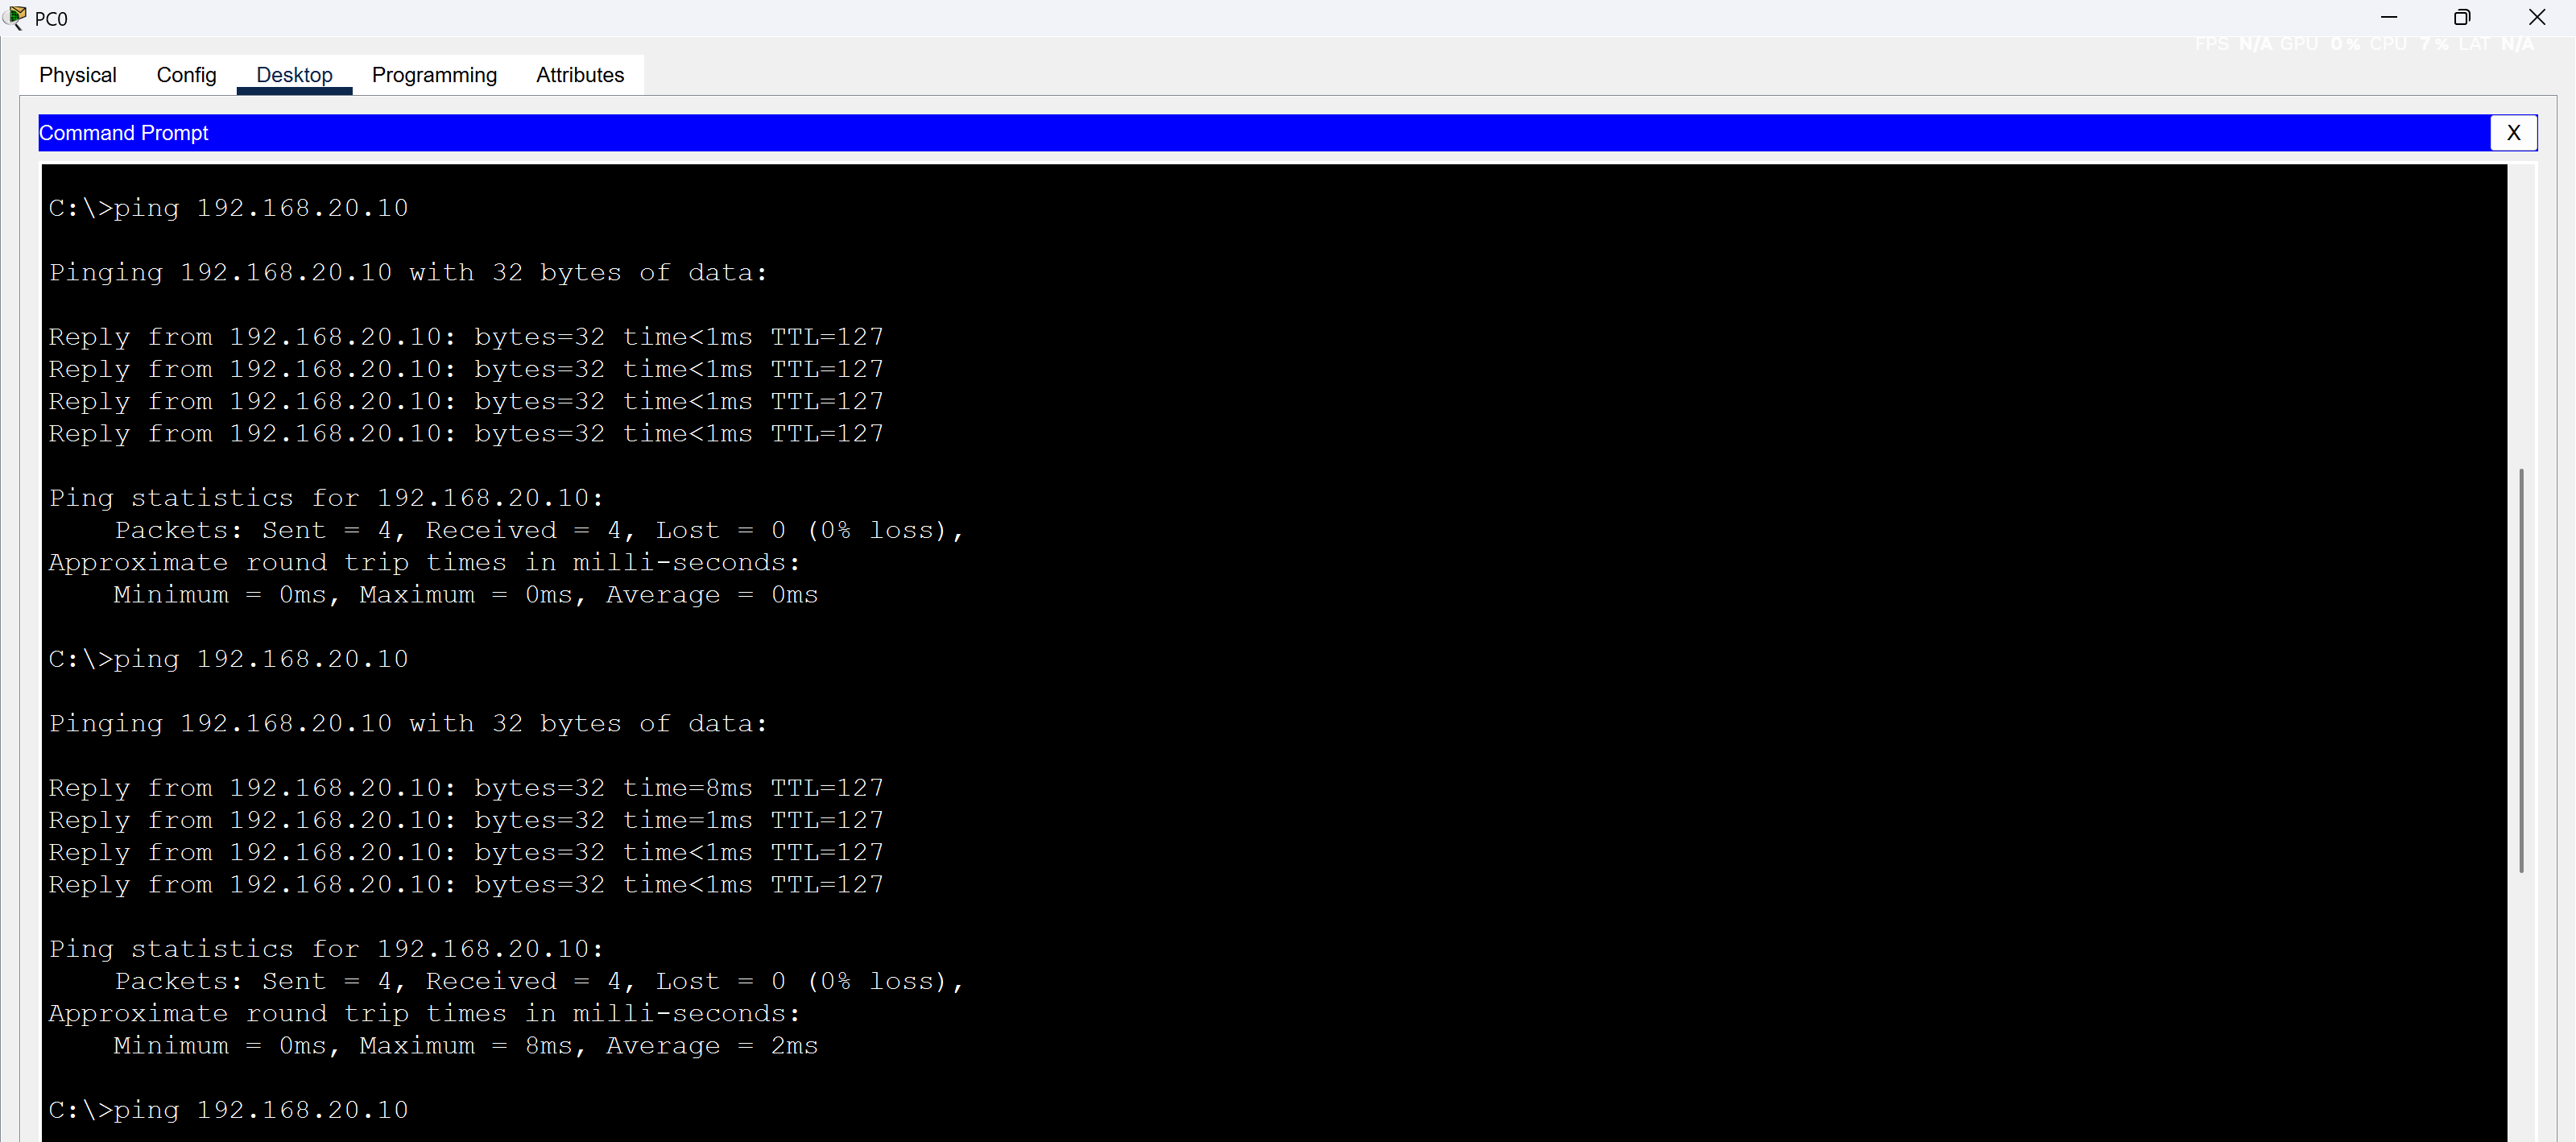 PC0
FPS N/A GPU 0% CPU 7% LAT N/A
Physical Config Desktop Programming Attributes
Command Prompt X
C:\>ping 192.168.20.10
Pinging 192.168.20.10 with 32 bytes of data:
Reply from 192.168.20.10: bytes=32 time<1ms TTL=127
Reply from 192.168.20.10: bytes=32 time<1ms TTL=127
Reply from 192.168.20.10: bytes=32 time<1ms TTL=127
Reply from 192.168.20.10: bytes=32 time<1ms TTL=127
Ping statistics for 192.168.20.10:
    Packets: Sent = 4, Received = 4, Lost = 0 (0% loss),
Approximate round trip times in milli-seconds:
    Minimum = 0ms, Maximum = 0ms, Average = 0ms
C:\>ping 192.168.20.10
Pinging 192.168.20.10 with 32 bytes of data:
Reply from 192.168.20.10: bytes=32 time=8ms TTL=127
Reply from 192.168.20.10: bytes=32 time=1ms TTL=127
Reply from 192.168.20.10: bytes=32 time<1ms TTL=127
Reply from 192.168.20.10: bytes=32 time<1ms TTL=127
Ping statistics for 192.168.20.10:
    Packets: Sent = 4, Received = 4, Lost = 0 (0% loss),
Approximate round trip times in milli-seconds:
    Minimum = 0ms, Maximum = 8ms, Average = 2ms
C:\>ping 192.168.20.10